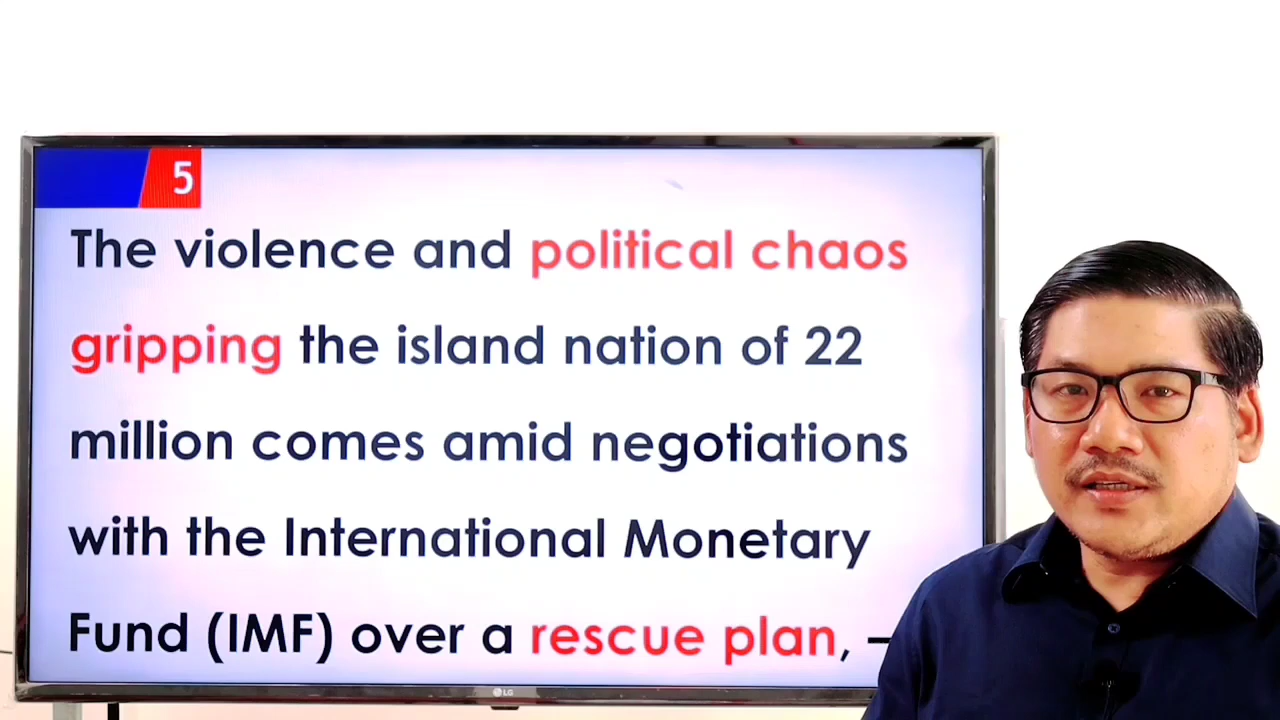 5
The violence and political chaos
gripping the island nation of 22
million comes amid negotiations
with the International Monetary
Fund (IMF) over a rescue plan, –
LG